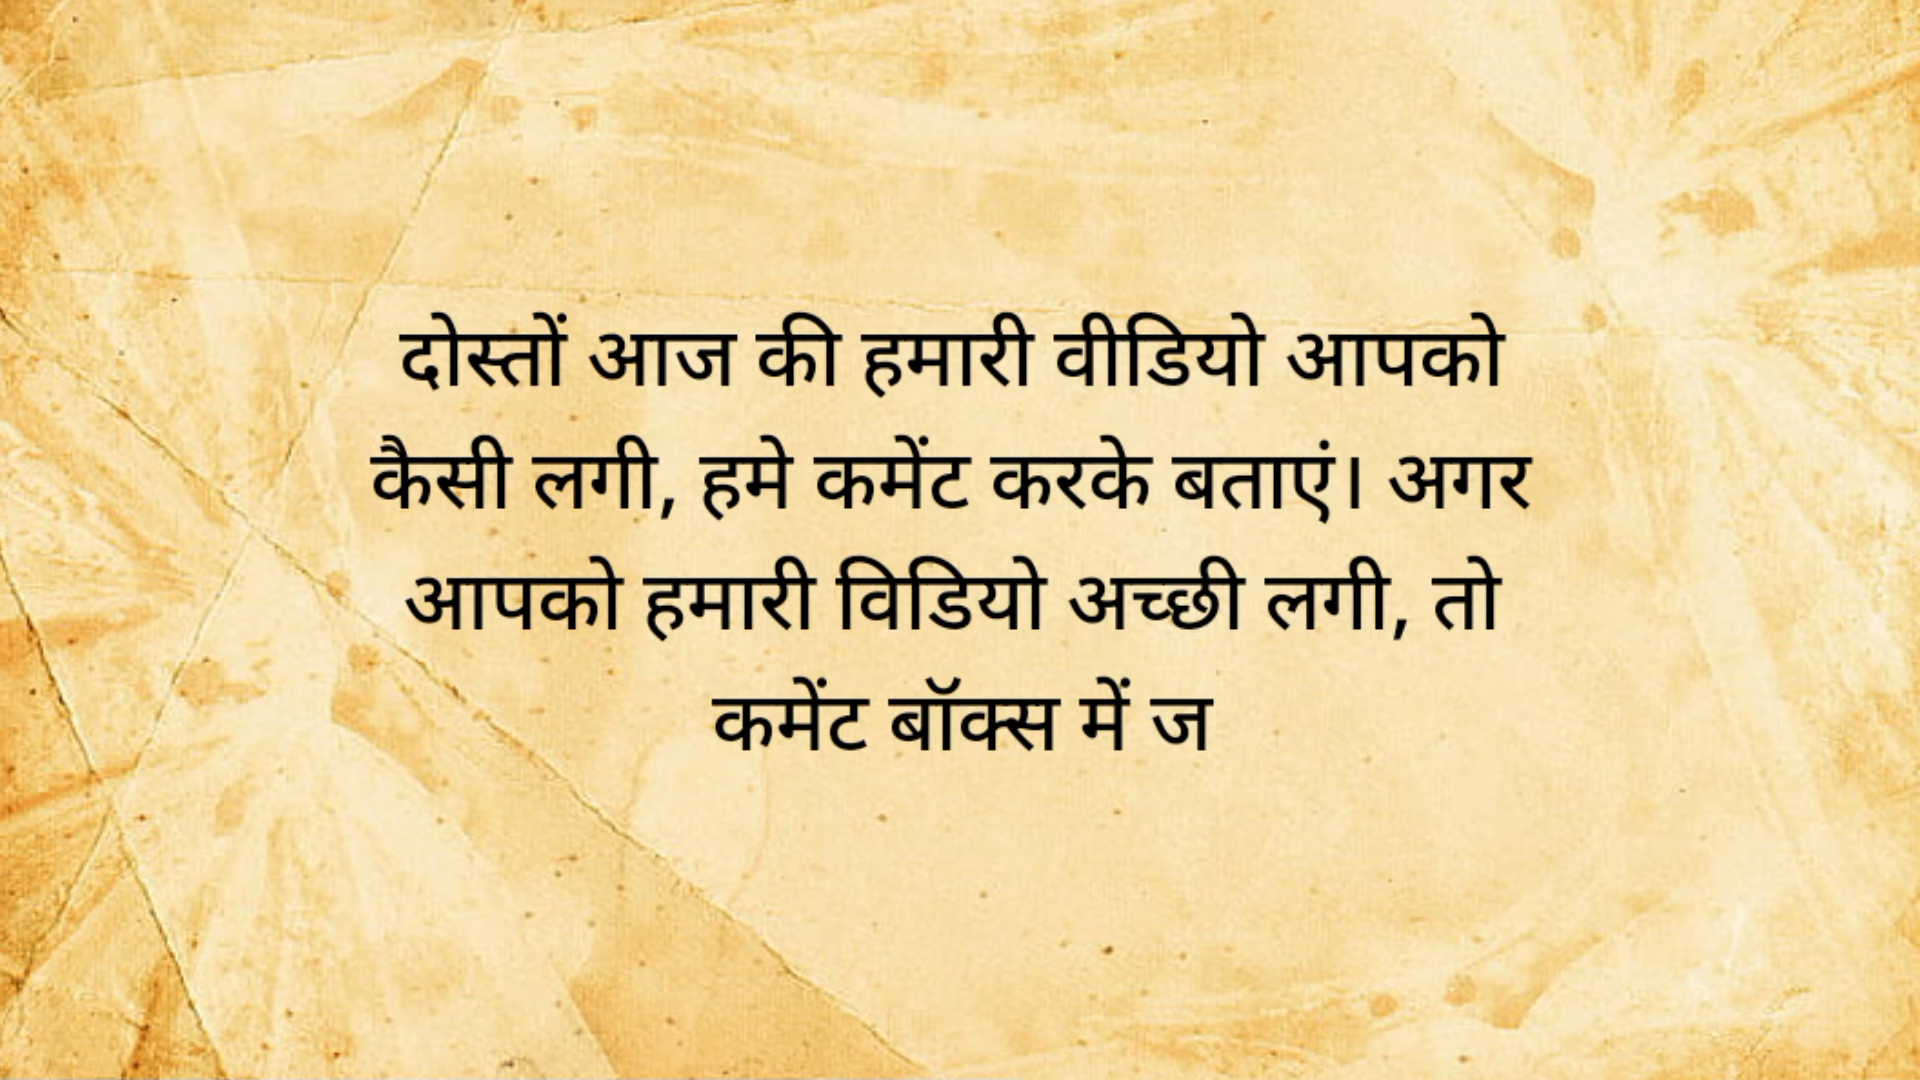 दोस्तों आज की हमारी वीडियो आपको
कैसी लगी, हमे कमेंट करके बताएं। अगर
आपको हमारी विडियो अच्छी लगी, तो
कमेंट बॉक्स में ज